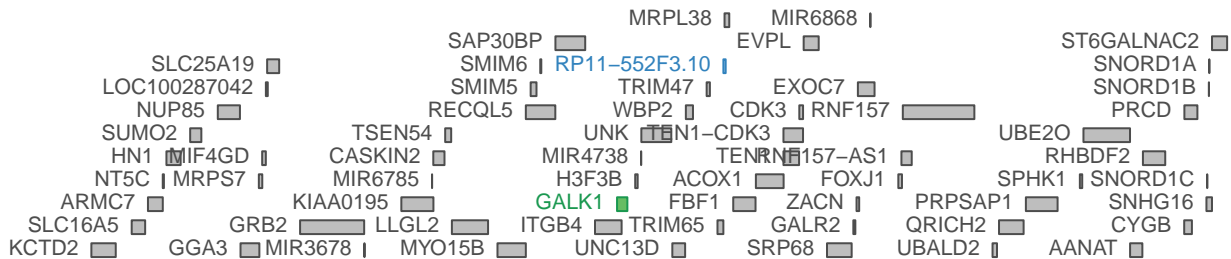 MRPL38 MIR6868
SAP30BP EVPL ST6GALNAC2
SLC25A19 SMIM6 RP11−552F3.10 SNORD1A
LOC100287042 SMIM5 TRIM47 EXOC7 SNORD1B
NUP85 RECQL5 WBP2 CDK3 RNF157 PRCD
SUMO2 TSEN54 UNK TEN1−CDK3 UBE2O
HN1 MIF4GD CASKIN2 MIR4738 TEN1 RNF157−AS1 RHBDF2
NT5C MRPS7 MIR6785 H3F3B ACOX1 FOXJ1 SPHK1 SNORD1C
ARMC7 KIAA0195 GALK1 FBF1 ZACN PRPSAP1 SNHG16
SLC16A5 GRB2 LLGL2 ITGB4 TRIM65 GALR2 QRICH2 CYGB
KCTD2 GGA3 MIR3678 MYO15B UNC13D SRP68 UBALD2 AANAT